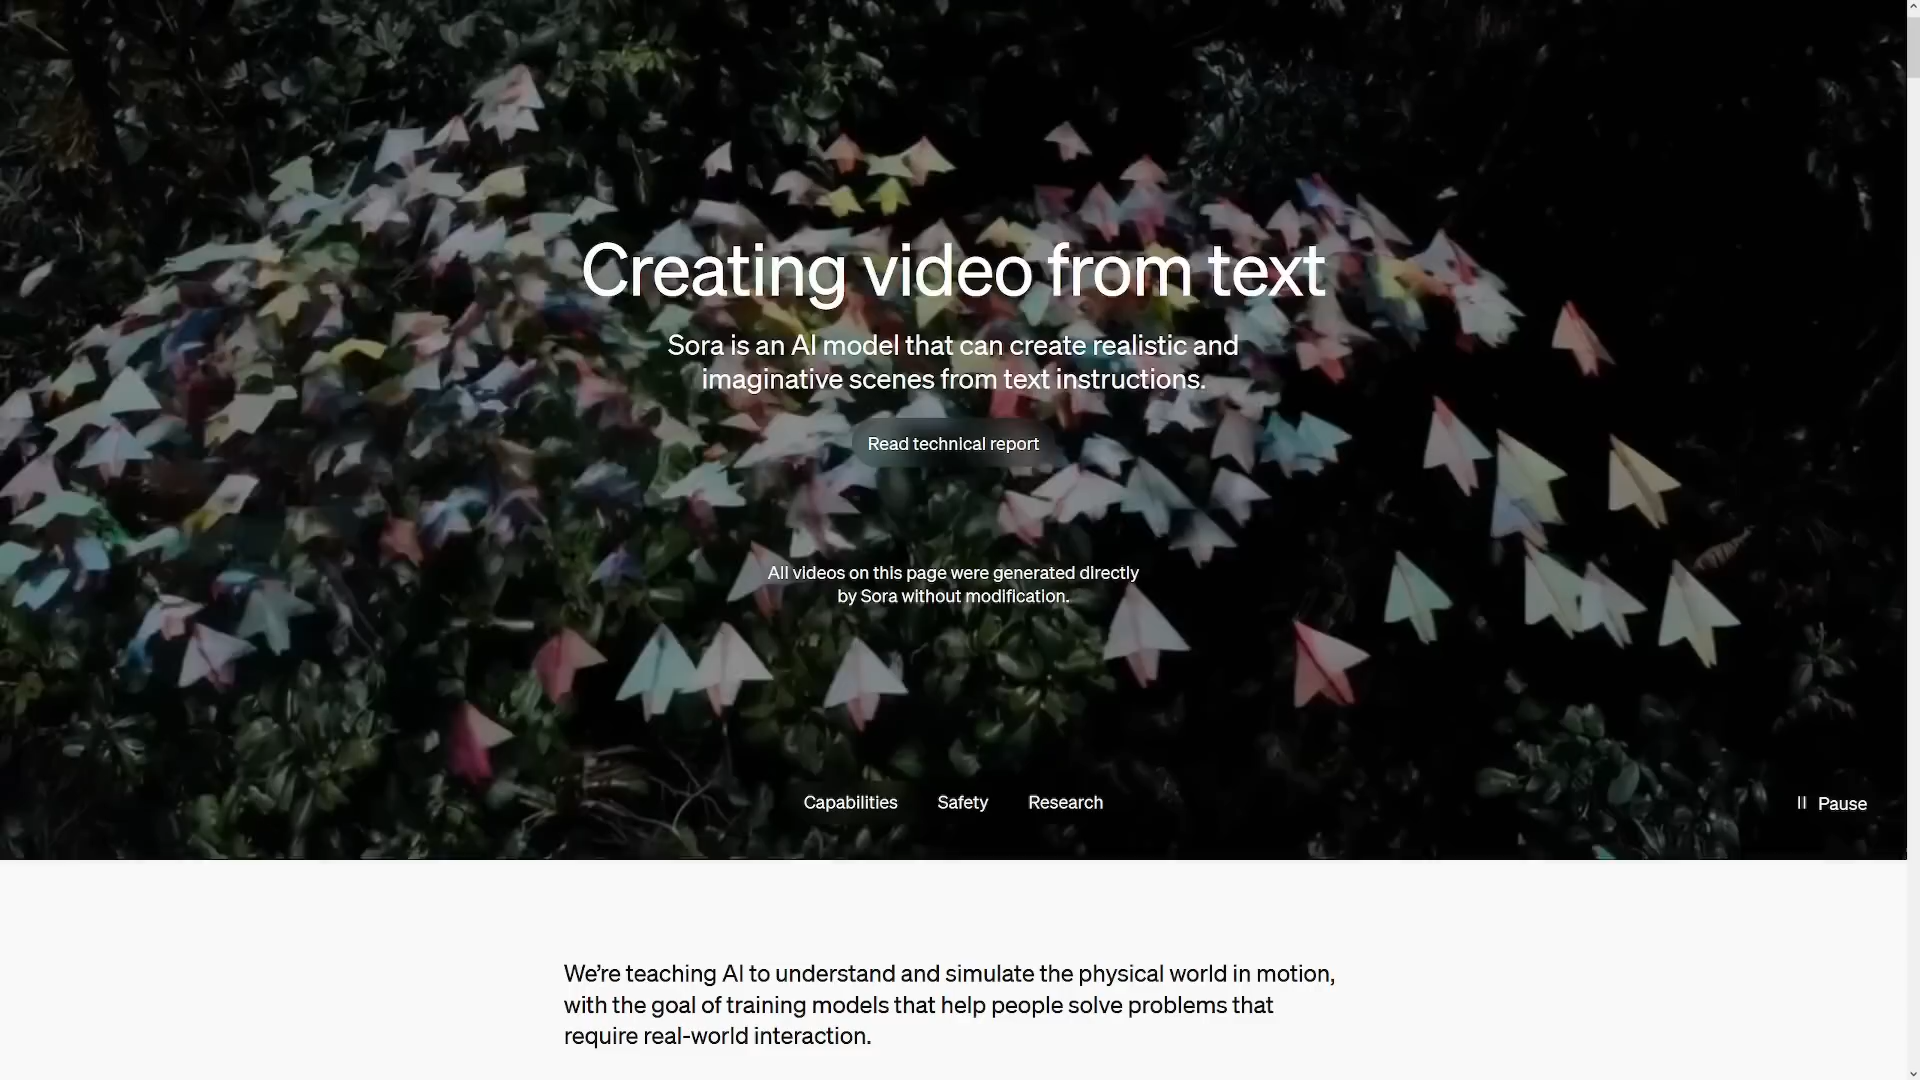 Creating video from text
Sora is an AI model that can create realistic and
imaginative scenes from text instructions.
Read technical report
All videos on this page were generated directly
by Sora without modification.
Capabilities Safety Research
Pause
We’re teaching AI to understand and simulate the physical world in motion,
with the goal of training models that help people solve problems that
require real-world interaction.